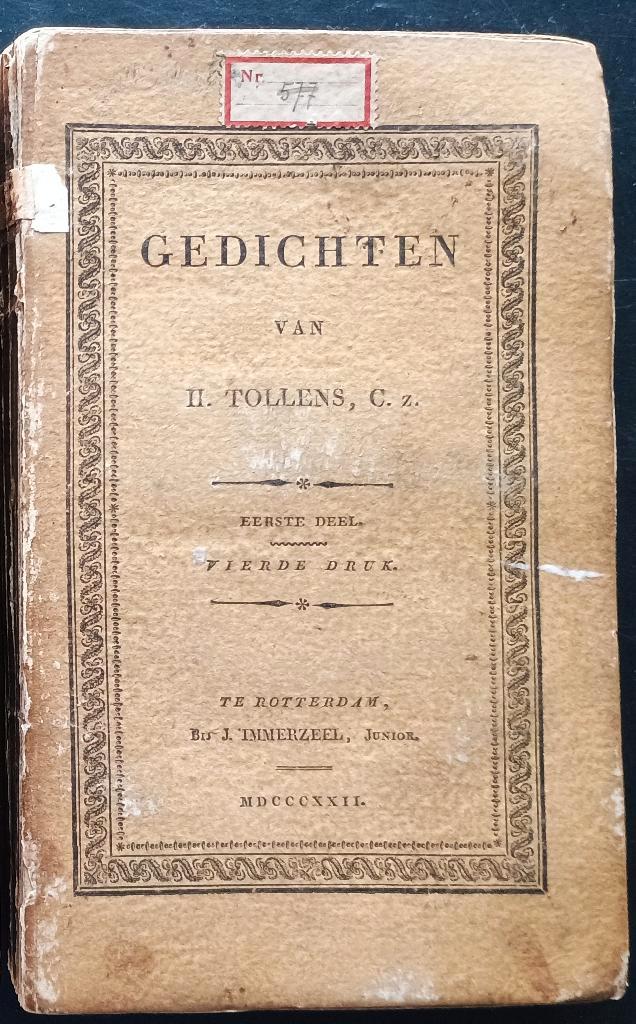 Nr.
577
GEDICHTEN
VAN
H. TOLLENS, C. z.
EERSTE DEEL.
VIERDE DRUK.
TE ROTTERDAM,
BIJ J. IMMERZEEL, JUNIOR.
MDCCCXXII.